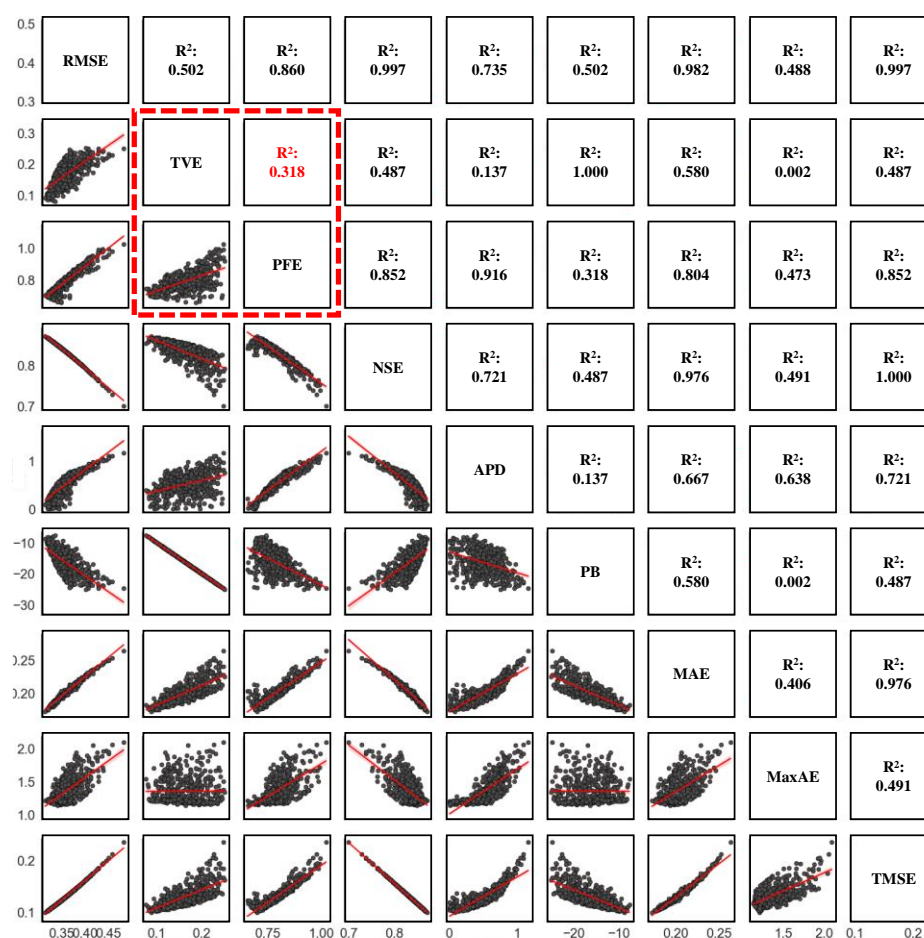 0.5
0.4
0.3
RMSE
R²: 0.502
R²: 0.860
R²: 0.997
R²: 0.735
R²: 0.502
R²: 0.982
R²: 0.488
R²: 0.997
0.3
0.2
0.1
TVE
R²: 0.318
R²: 0.487
R²: 0.137
R²: 1.000
R²: 0.580
R²: 0.002
R²: 0.487
1.0
0.8
PFE
R²: 0.852
R²: 0.916
R²: 0.318
R²: 0.804
R²: 0.473
R²: 0.852
0.8
0.7
NSE
R²: 0.721
R²: 0.487
R²: 0.976
R²: 0.491
R²: 1.000
1
0
APD
R²: 0.137
R²: 0.667
R²: 0.638
R²: 0.721
−10
−20
−30
PB
R²: 0.580
R²: 0.002
R²: 0.487
0.25
0.20
MAE
R²: 0.406
R²: 0.976
2.0
1.5
1.0
MaxAE
R²: 0.491
0.2
0.1
TMSE
0.35 0.40 0.45 0.1 0.2 0.75 1.00 0.7 0.8 0 1 −20 −10 0.20 0.25 1.5 2.0 0.1 0.2